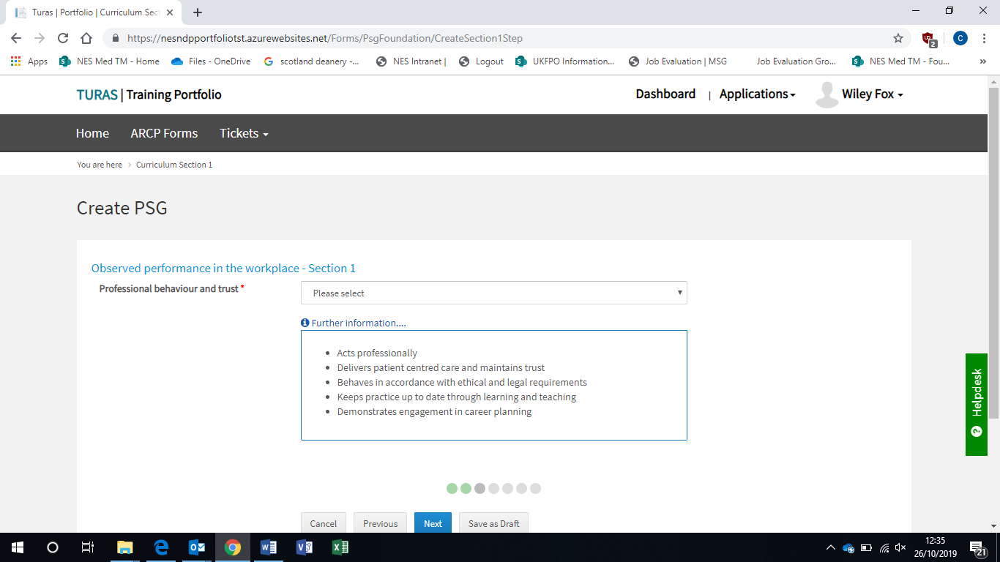 Turas | Portfolio | Curriculum Sect
https://nesndpportfoliotst.azurewebsites.net/Forms/PsgFoundation/CreateSection1Step
2
C
Apps
NES Med TM - Home
Files - OneDrive
scotland deanery -...
NES Intranet |
Logout
UKFPO Information...
Job Evaluation | MSG
Job Evaluation Gro...
NES Med TM - Fou...
»
TURAS | Training Portfolio
Dashboard | Applications
Wiley Fox
Home
ARCP Forms
Tickets
You are here > Curriculum Section 1
Create PSG
Observed performance in the workplace - Section 1
Professional behaviour and trust *
Please select
Further information....
• Acts professionally
• Delivers patient centred care and maintains trust
• Behaves in accordance with ethical and legal requirements
• Keeps practice up to date through learning and teaching
• Demonstrates engagement in career planning
Helpdesk
Cancel
Previous
Next
Save as Draft
12:35
26/10/2019
21